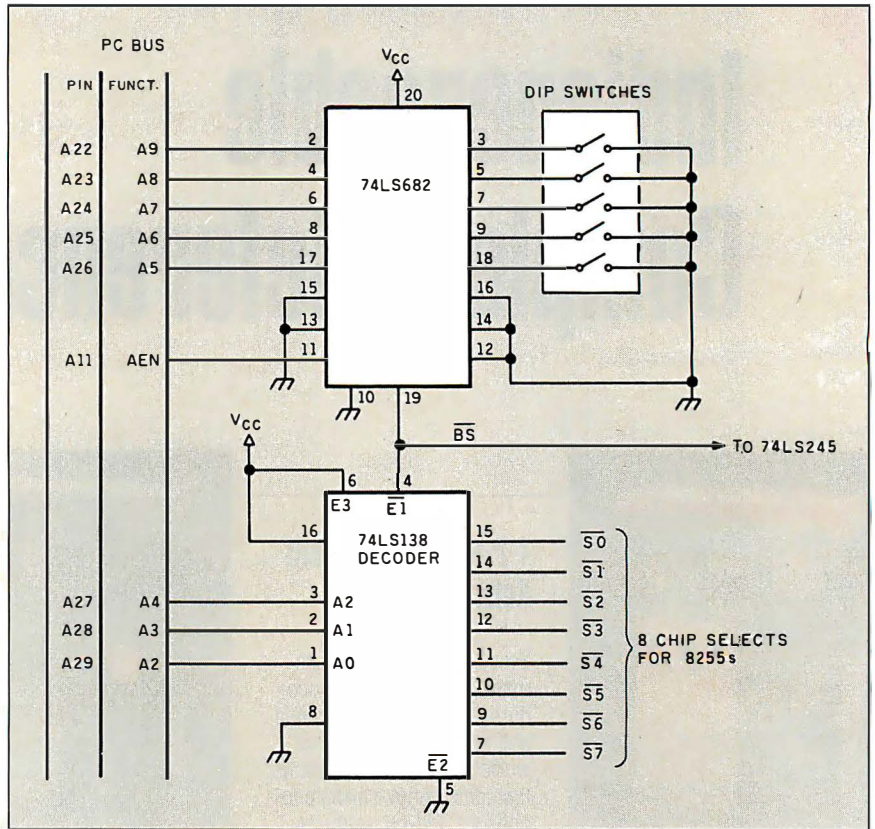 PC BUS
PIN FUNCT.
VCC
20
DIP SWITCHES
A22 A9 2 3
A23 A8 4 5
74LS682
A24 A7 6 7
A25 A6 8 9
A26 A5 17 18
15 16
13 14
A11 AEN 11 12
10 19
VCC
BS
TO 74LS245
6 4
E3 E1
16 74LS138 15 S0
DECODER
14 S1
A27 A4 3 A2 13 S2
A28 A3 2 A1 12 S3
A29 A2 1 A0 11 S4
8 CHIP SELECTS
FOR 8255s
10 S5
8 9 S6
7 S7
E2
5